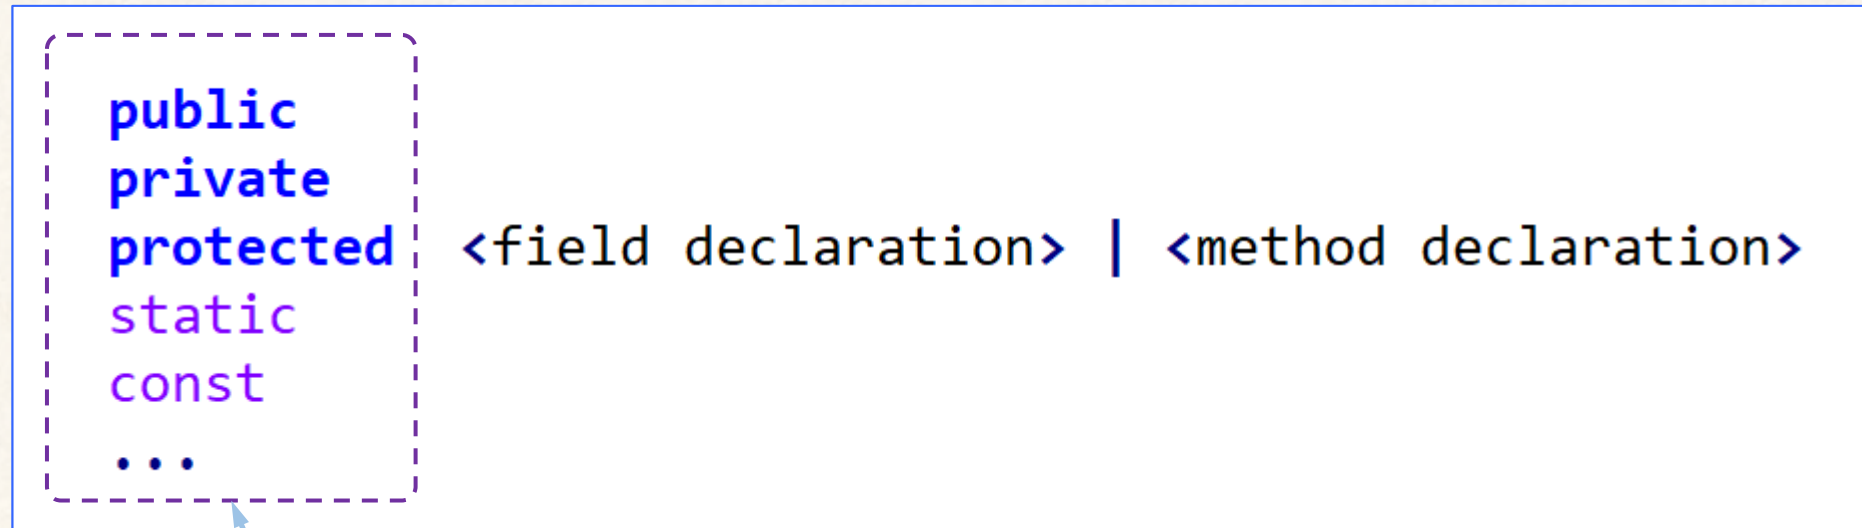 public
private
protected <field declaration> | <method declaration>
static
const
...